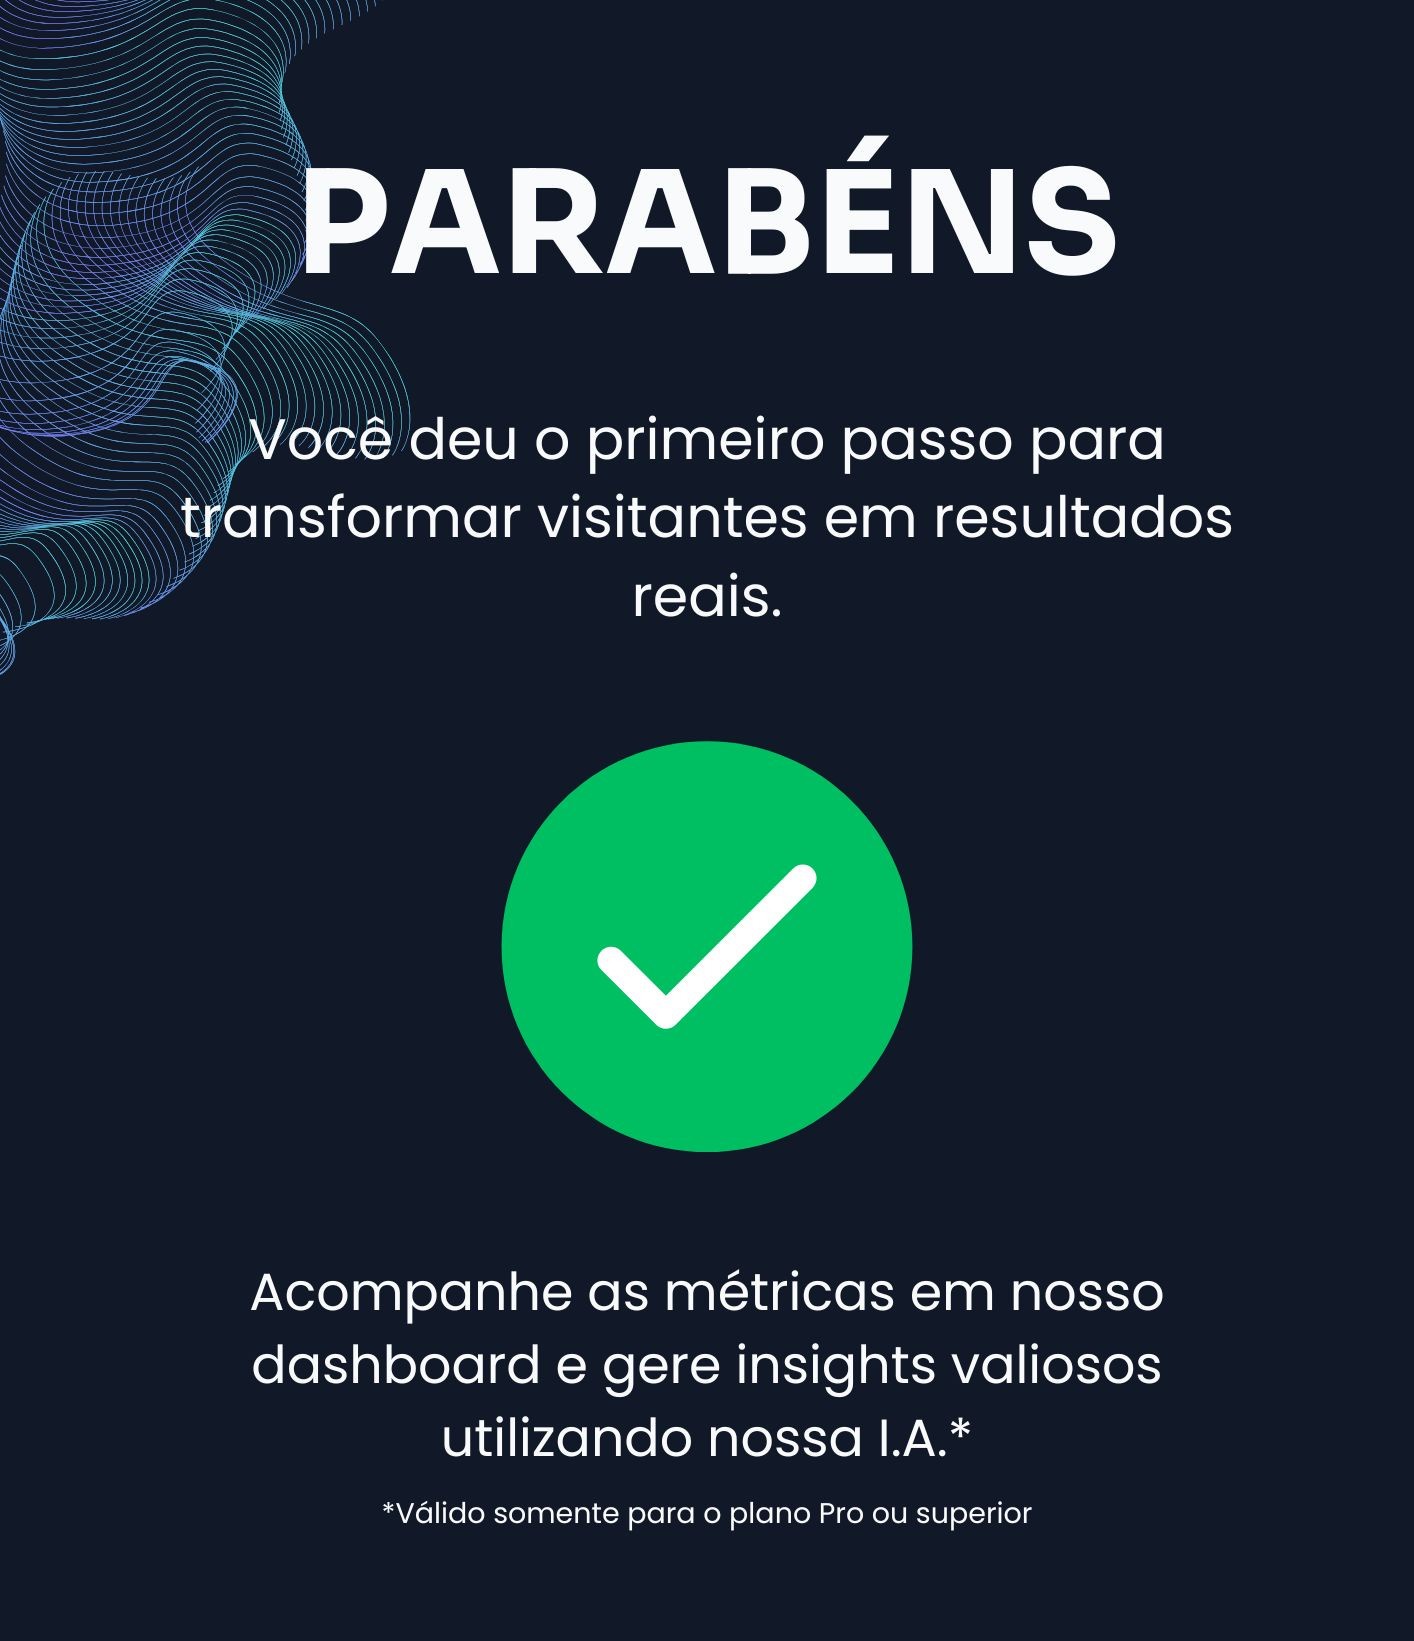 PARABÉNS
Você deu o primeiro passo para
transformar visitantes em resultados
reais.
Acompanhe as métricas em nosso
dashboard e gere insights valiosos
utilizando nossa I.A.*
*Válido somente para o plano Pro ou superior